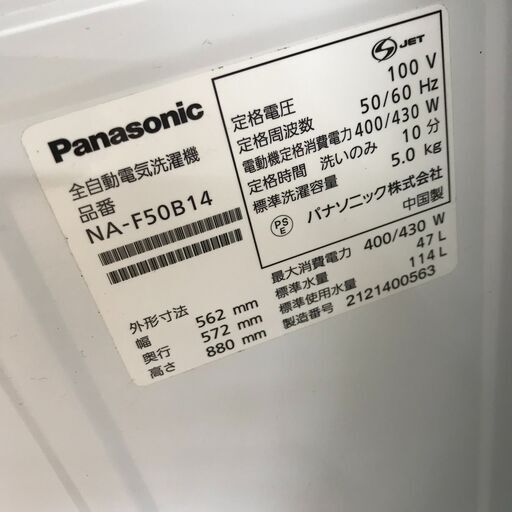 Panasonic
全自動電気洗濯機
品番
NA-F50B14
外形寸法
幅 562 mm
奥行 572 mm
高さ 880 mm
JET
定格電圧 100 V
定格周波数 50/60 Hz
電動機定格消費電力 400/430 W
定格時間 洗いのみ 10 分
標準洗濯容量 5.0 kg
PS
E
パナソニック株式会社
中国製
最大消費電力 400/430 W
標準水量 47 L
標準使用水量 114 L
製造番号 2121400563